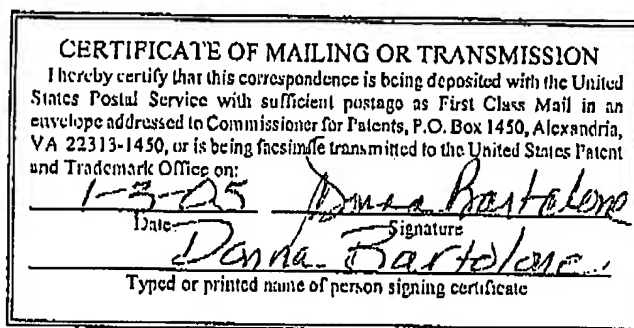 CERTIFICATE OF MAILING OR TRANSMISSION
I hereby certify that this correspondence is being deposited with the United
States Postal Service with sufficient postage as First Class Mail in an
envelope addressed to Commissioner for Patents, P.O. Box 1450, Alexandria,
VA 22313-1450, or is being facsimile transmitted to the United States Patent
and Trademark Office on:
1-3-05 Donna Bartolone
Date Signature
Donna Bartolone
Typed or printed name of person signing certificate